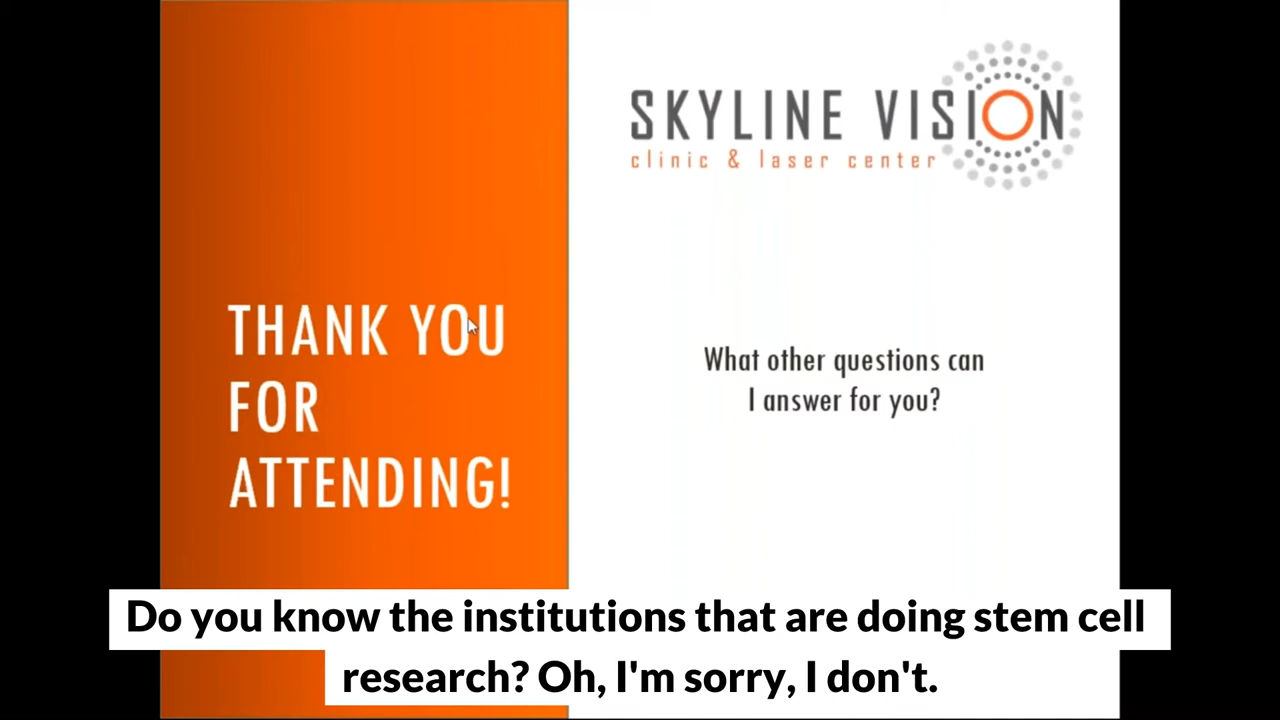 SKYLINE VISION
clinic & laser center
THANK YOU
FOR
ATTENDING!
What other questions can
I answer for you?
Do you know the institutions that are doing stem cell
research? Oh, I'm sorry, I don't.